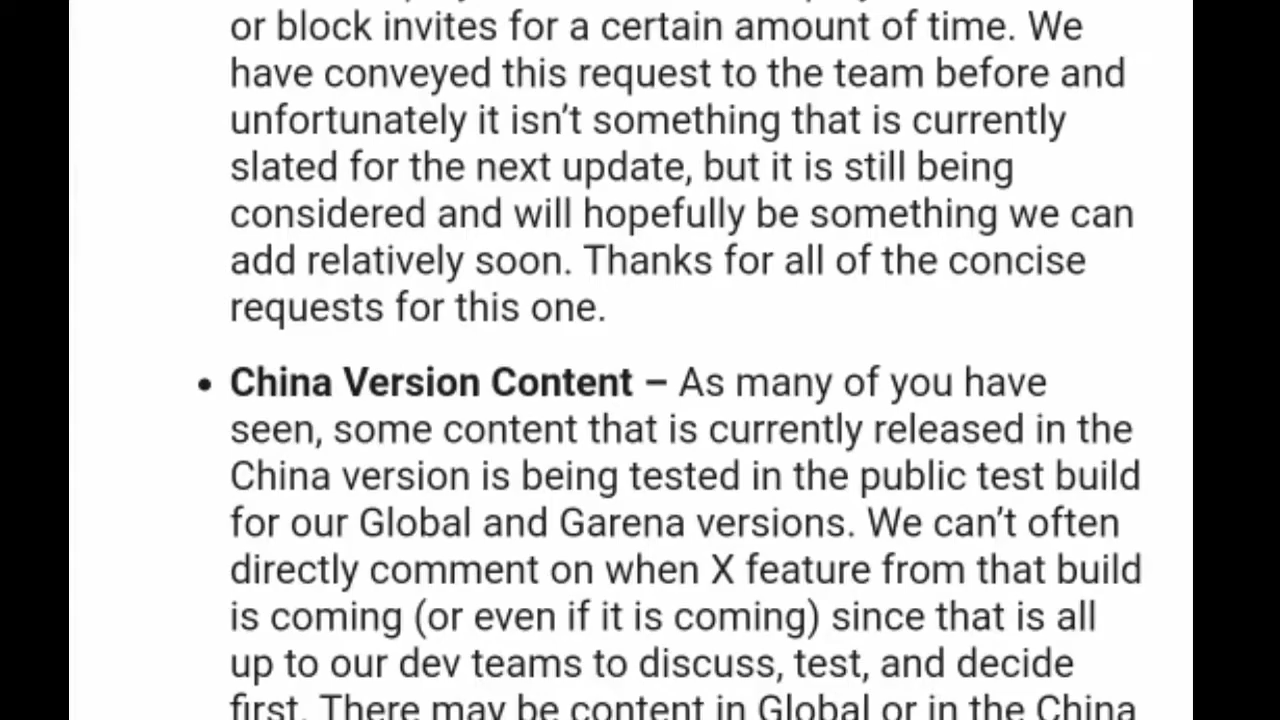 or block invites for a certain amount of time. We
have conveyed this request to the team before and
unfortunately it isn’t something that is currently
slated for the next update, but it is still being
considered and will hopefully be something we can
add relatively soon. Thanks for all of the concise
requests for this one.
• China Version Content – As many of you have
seen, some content that is currently released in the
China version is being tested in the public test build
for our Global and Garena versions. We can’t often
directly comment on when X feature from that build
is coming (or even if it is coming) since that is all
up to our dev teams to discuss, test, and decide
first. There may be content in Global or in the China